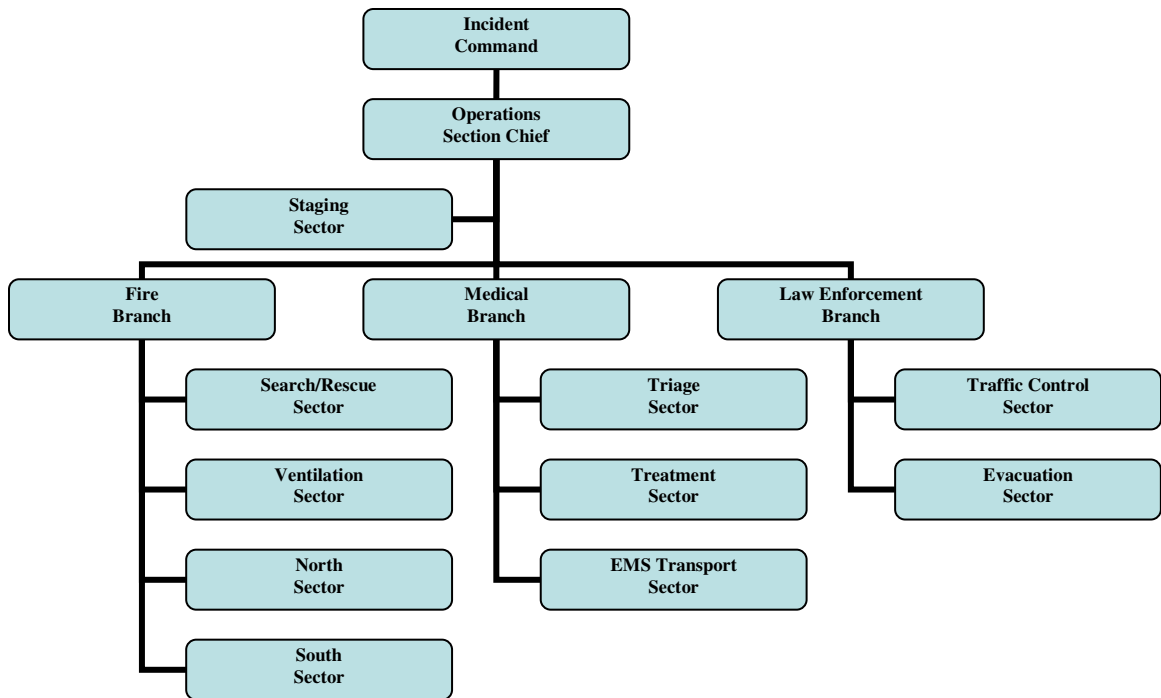 Incident
Command
Operations
Section Chief
Staging
Sector
Fire
Branch
Medical
Branch
Law Enforcement
Branch
Search/Rescue
Sector
Triage
Sector
Traffic Control
Sector
Ventilation
Sector
Treatment
Sector
Evacuation
Sector
North
Sector
EMS Transport
Sector
South
Sector